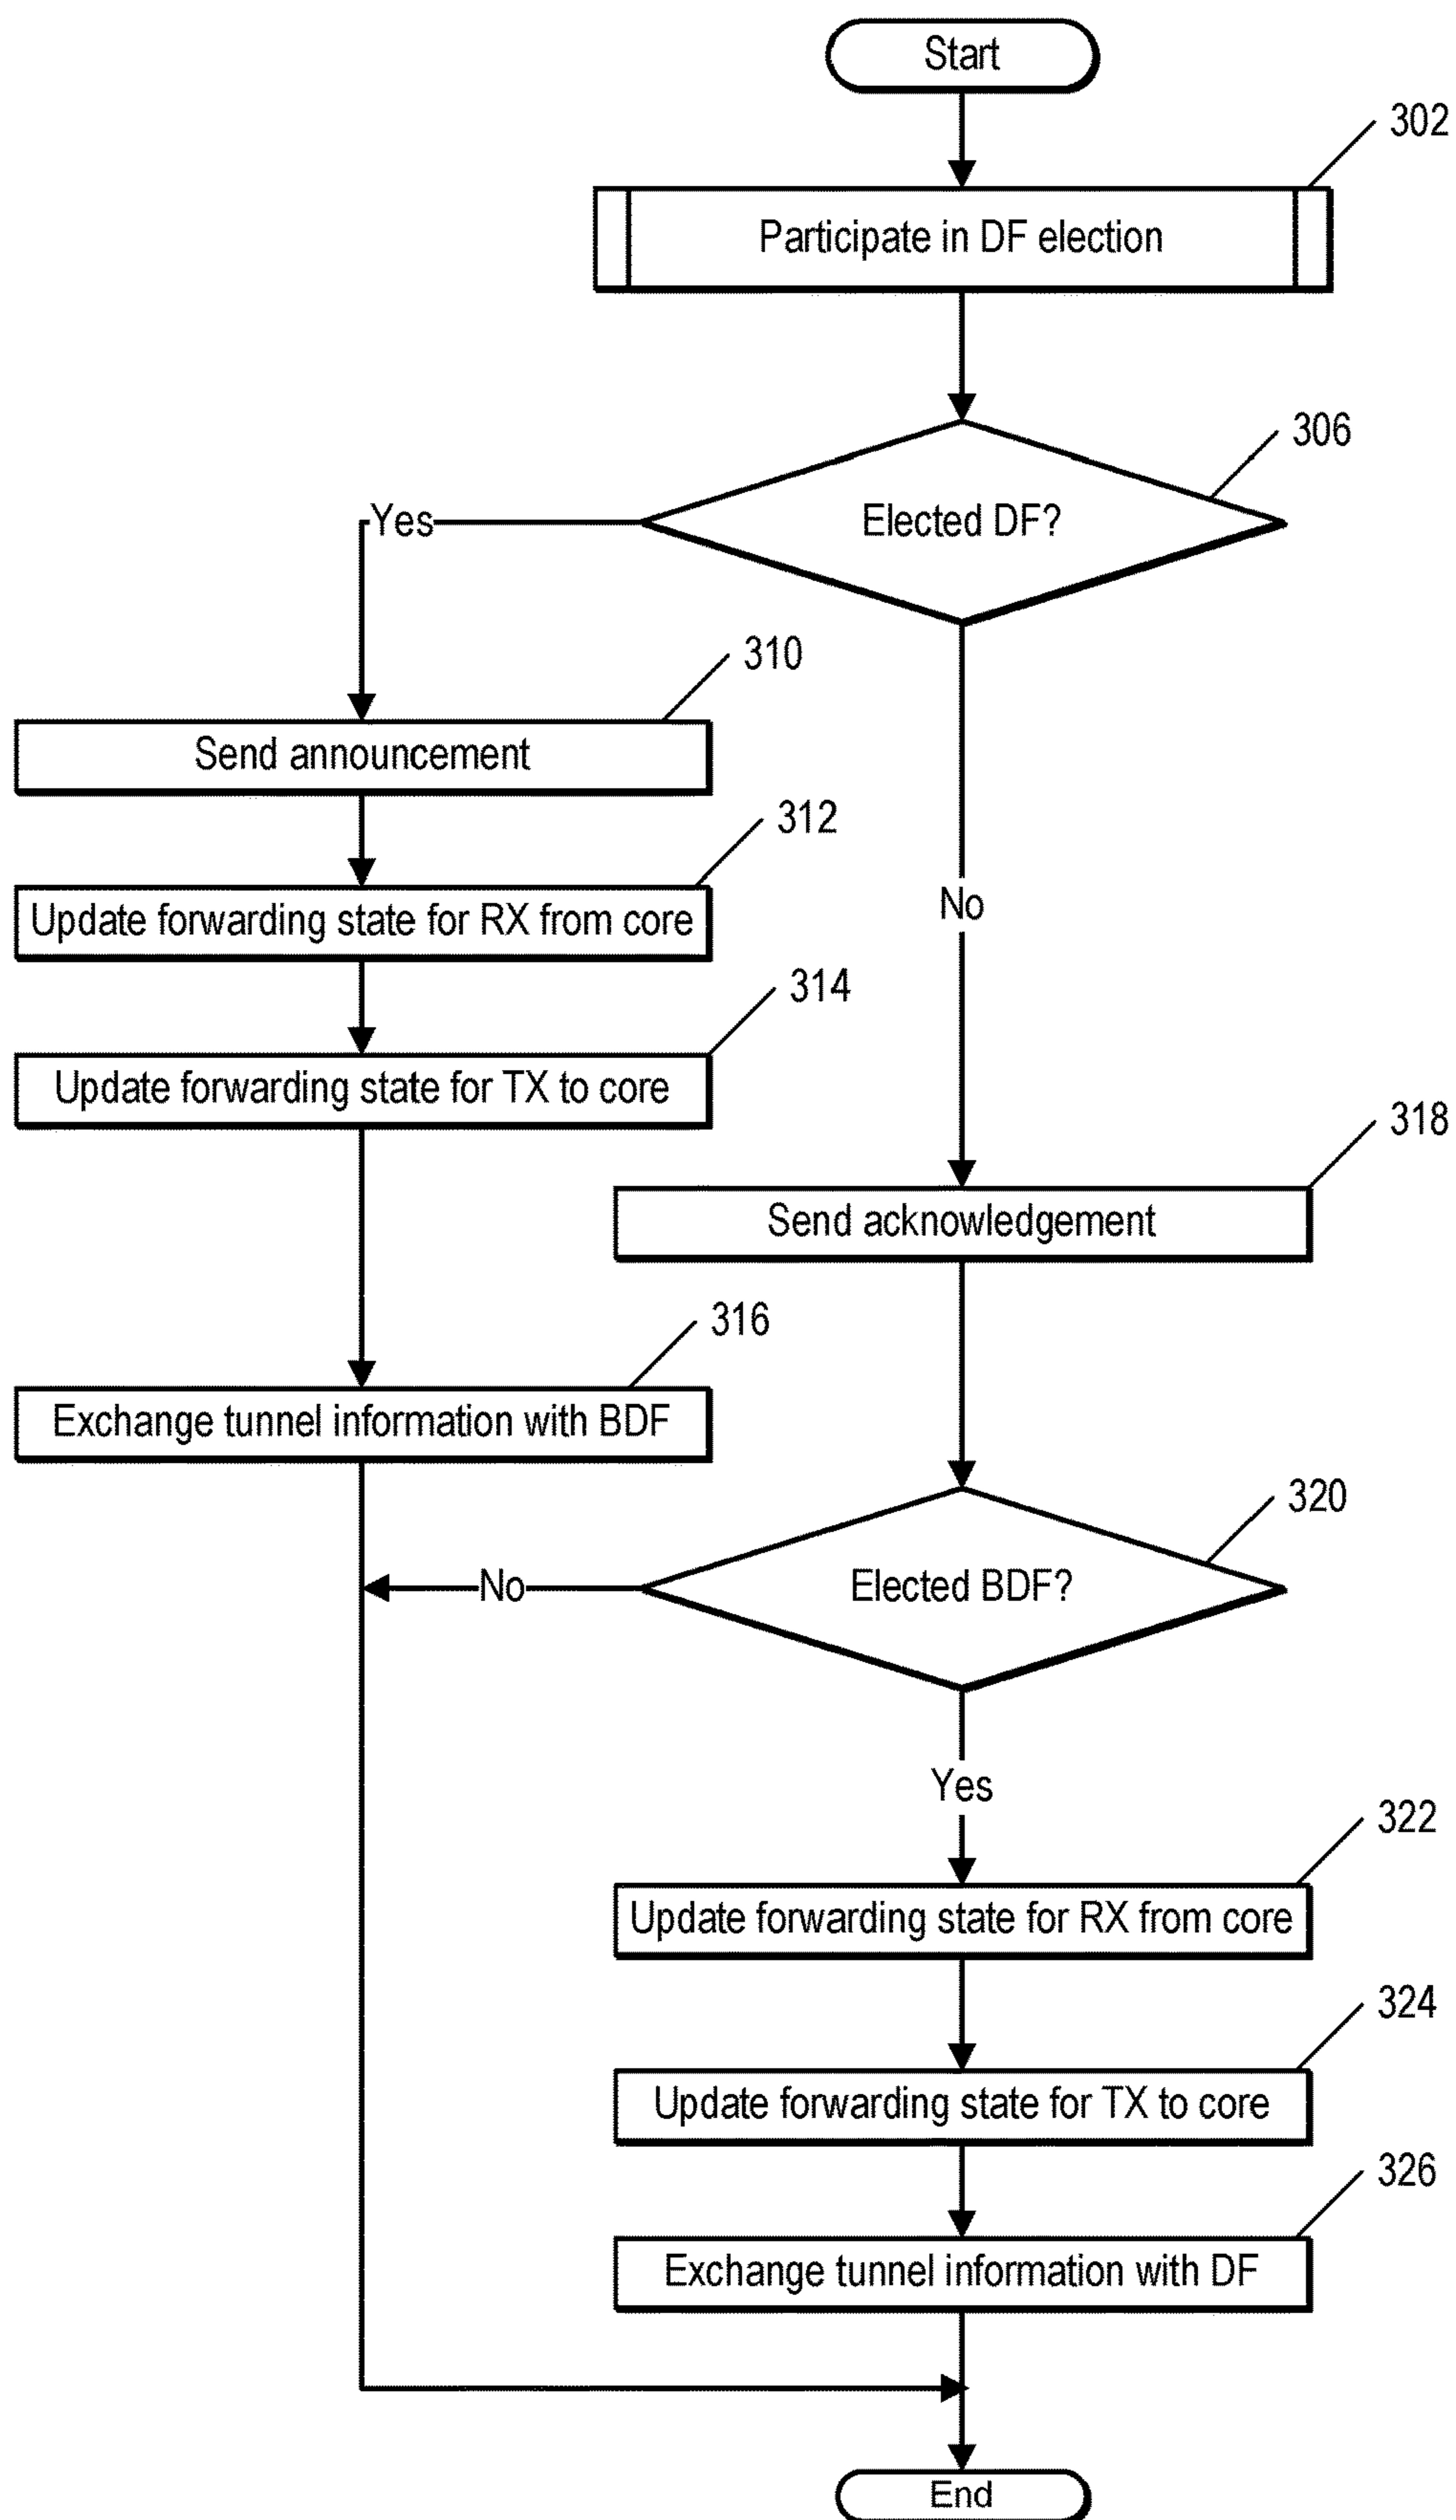 Start
302
Participate in DF election
306
Elected DF?
Yes
310
Send announcement
312
Update forwarding state for RX from core
No
314
Update forwarding state for TX to core
318
Send acknowledgement
316
Exchange tunnel information with BDF
320
Elected BDF?
No
Yes
322
Update forwarding state for RX from core
324
Update forwarding state for TX to core
326
Exchange tunnel information with DF
End